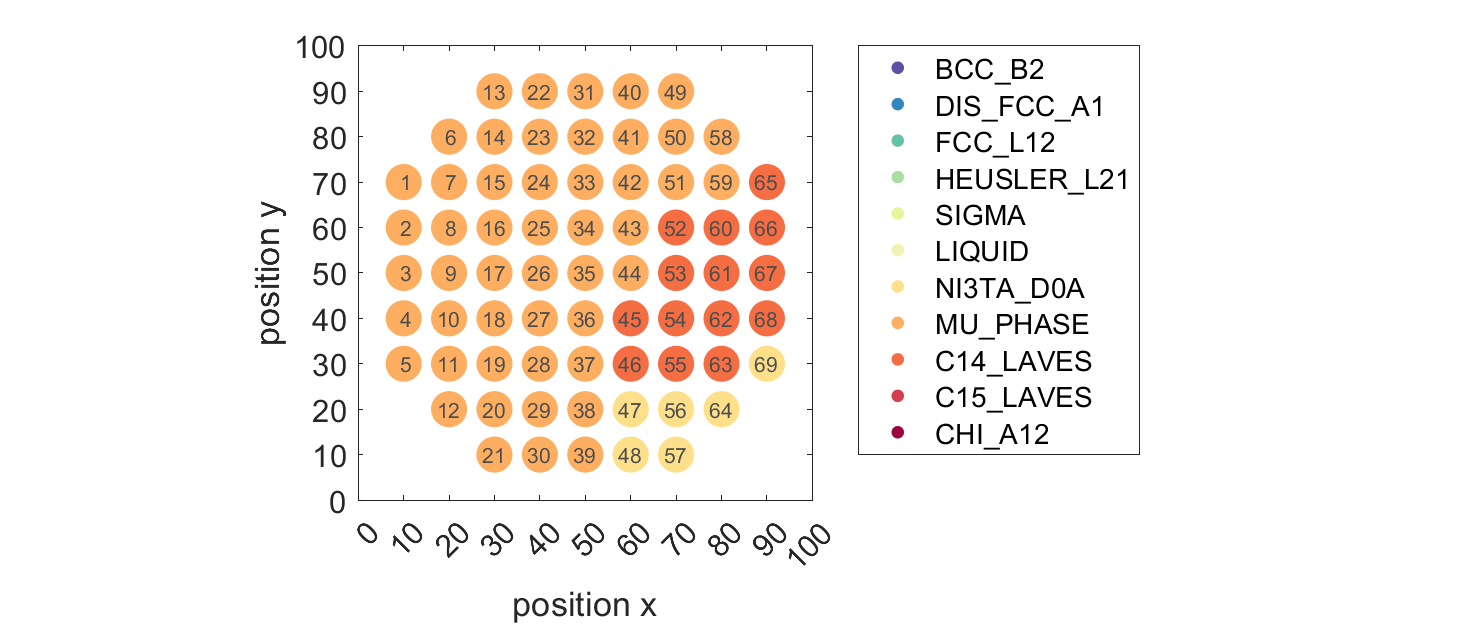 100
90 13 22 31 40 49
80 6 14 23 32 41 50 58
70 1 7 15 24 33 42 51 59 65
60 2 8 16 25 34 43 52 60 66
50 3 9 17 26 35 44 53 61 67
40 4 10 18 27 36 45 54 62 68
30 5 11 19 28 37 46 55 63 69
20 12 20 29 38 47 56 64
10 21 30 39 48 57
0
position y
0 10 20 30 40 50 60 70 80 90 100
position x
BCC_B2
DIS_FCC_A1
FCC_L12
HEUSLER_L21
SIGMA
LIQUID
NI3TA_D0A
MU_PHASE
C14_LAVES
C15_LAVES
CHI_A12